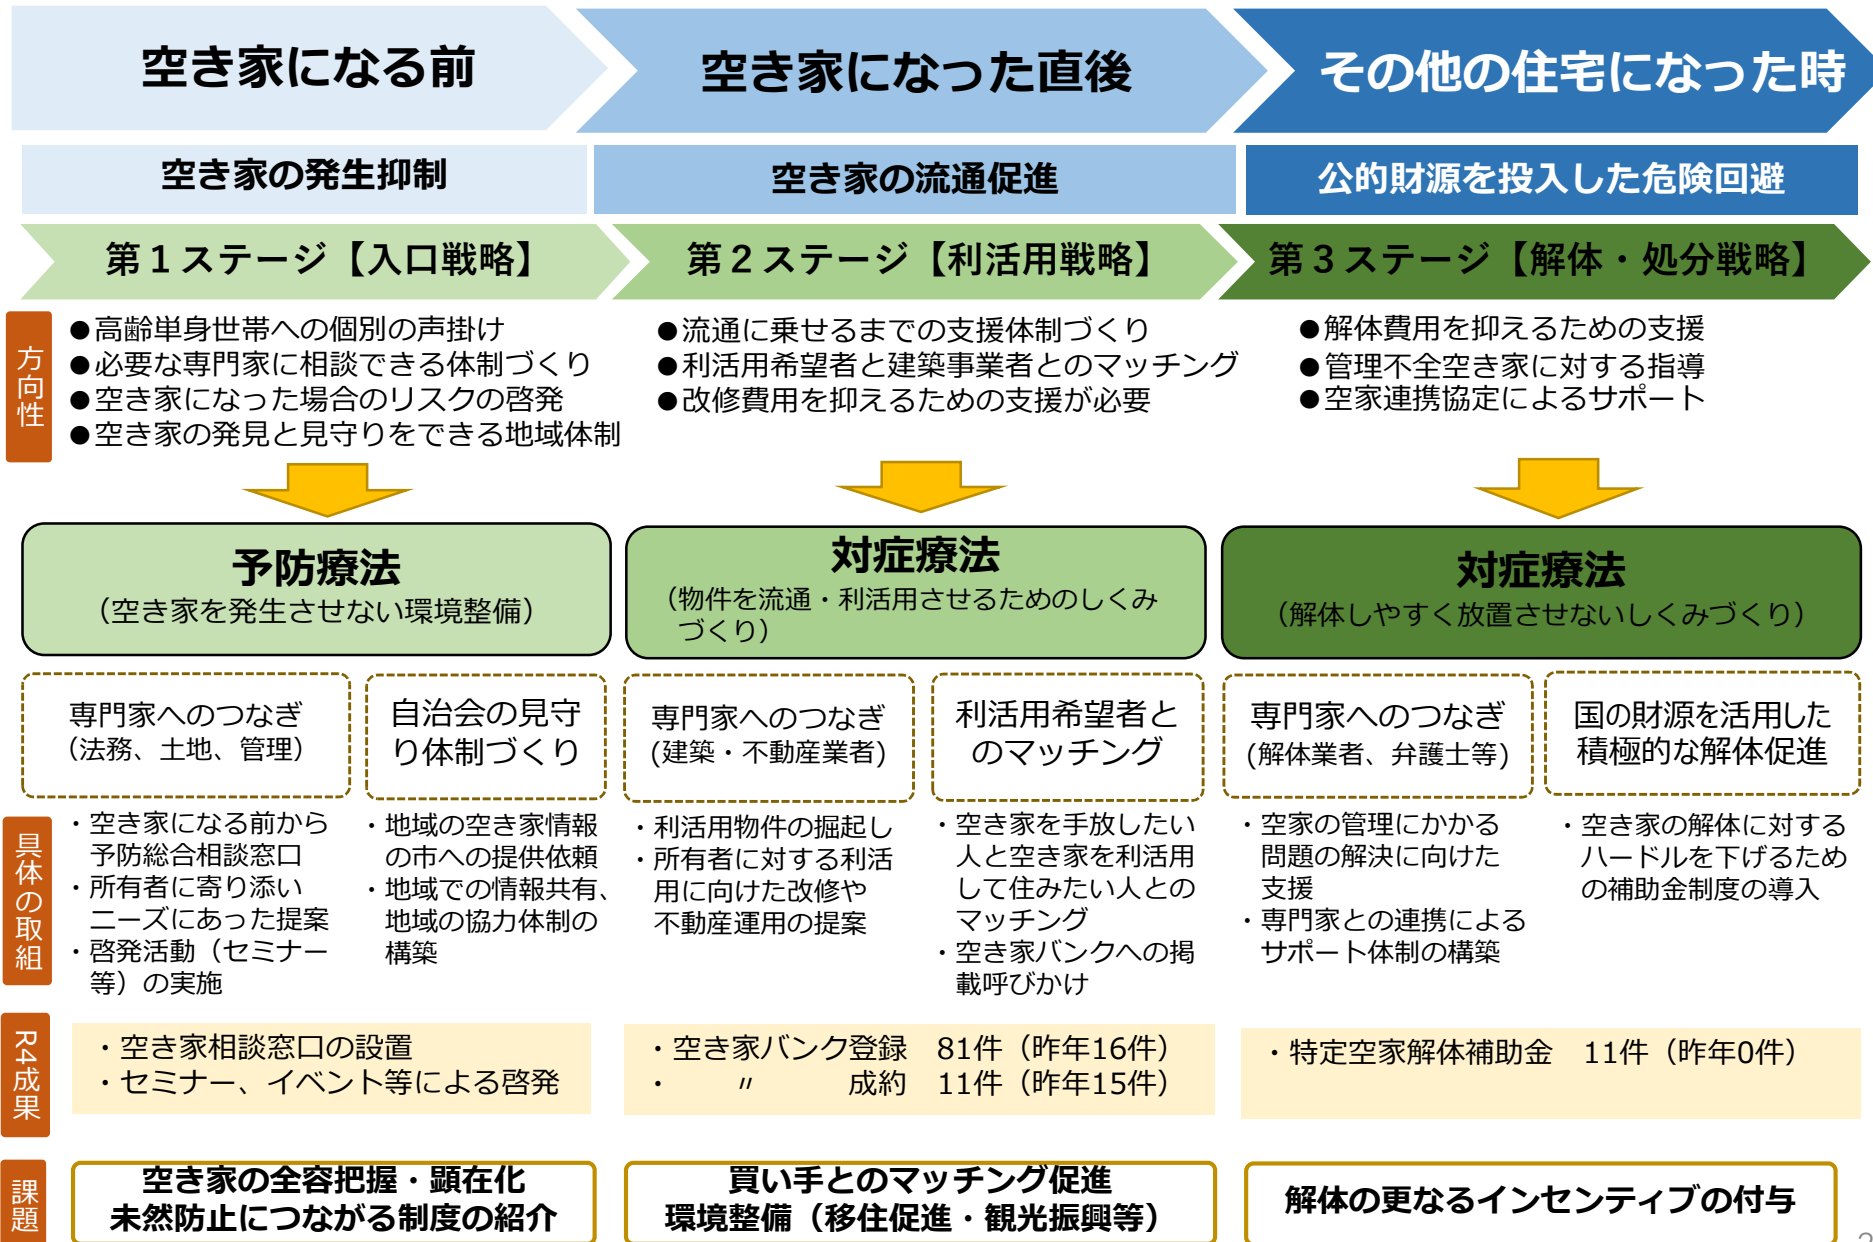 空き家になる前
空き家になった直後
その他の住宅になった時
空き家の発生抑制
空き家の流通促進
公的財源を投入した危険回避
第1ステージ【入口戦略】
第2ステージ【利活用戦略】
第3ステージ【解体・処分戦略】
方向性
●高齢単身世帯への個別の声掛け
●必要な専門家に相談できる体制づくり
●空き家になった場合のリスクの啓発
●空き家の発見と見守りをできる地域体制
●流通に乗せるまでの支援体制づくり
●利活用希望者と建築事業者とのマッチング
●改修費用を抑えるための支援が必要
●解体費用を抑えるための支援
●管理不全空き家に対する指導
●空家連携協定によるサポート
予防療法
（空き家を発生させない環境整備）
対症療法
（物件を流通・利活用させるためのしくみ
づくり）
対症療法
（解体しやすく放置させないしくみづくり）
専門家へのつなぎ
（法務、土地、管理）
自治会の見守
り体制づくり
専門家へのつなぎ
(建築・不動産業者)
利活用希望者と
のマッチング
専門家へのつなぎ
(解体業者、弁護士等)
国の財源を活用した
積極的な解体促進
具体の取組
・空き家になる前から
予防総合相談窓口
・所有者に寄り添い
ニーズにあった提案
・啓発活動（セミナー
等）の実施
・地域の空き家情報
の市への提供依頼
・地域での情報共有、
地域の協力体制の
構築
・利活用物件の掘起し
・所有者に対する利活
用に向けた改修や
不動産運用の提案
・空き家を手放したい
人と空き家を利活用
して住みたい人との
マッチング
・空き家バンクへの掲
載呼びかけ
・空家の管理にかかる
問題の解決に向けた
支援
・専門家との連携による
サポート体制の構築
・空き家の解体に対する
ハードルを下げるため
の補助金制度の導入
R4成果
・空き家相談窓口の設置
・セミナー、イベント等による啓発
・空き家バンク登録　81件（昨年16件）
・　　〃　　　成約　11件（昨年15件）
・特定空家解体補助金　11件（昨年0件）
課題
空き家の全容把握・顕在化
未然防止につながる制度の紹介
買い手とのマッチング促進
環境整備（移住促進・観光振興等）
解体の更なるインセンティブの付与